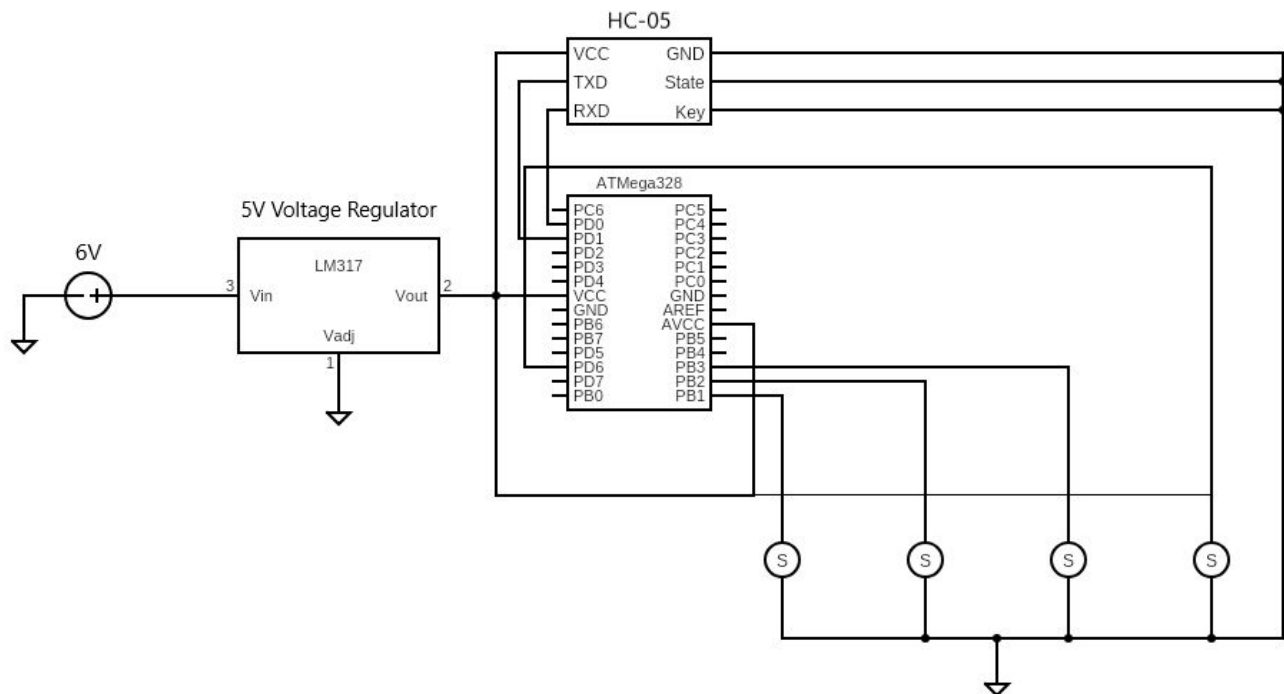 HC-05
VCC GND
TXD State
RXD Key
ATMega328
PC6 PC5
PD0 PC4
PD1 PC3
PD2 PC2
PD3 PC1
PD4 PC0
VCC GND
GND AREF
PB6 AVCC
PB7 PB5
PD5 PB4
PD6 PB3
PD7 PB2
PB0 PB1
5V Voltage Regulator
LM317
3 Vin Vout 2
Vadj
1
6V
+
S S S S